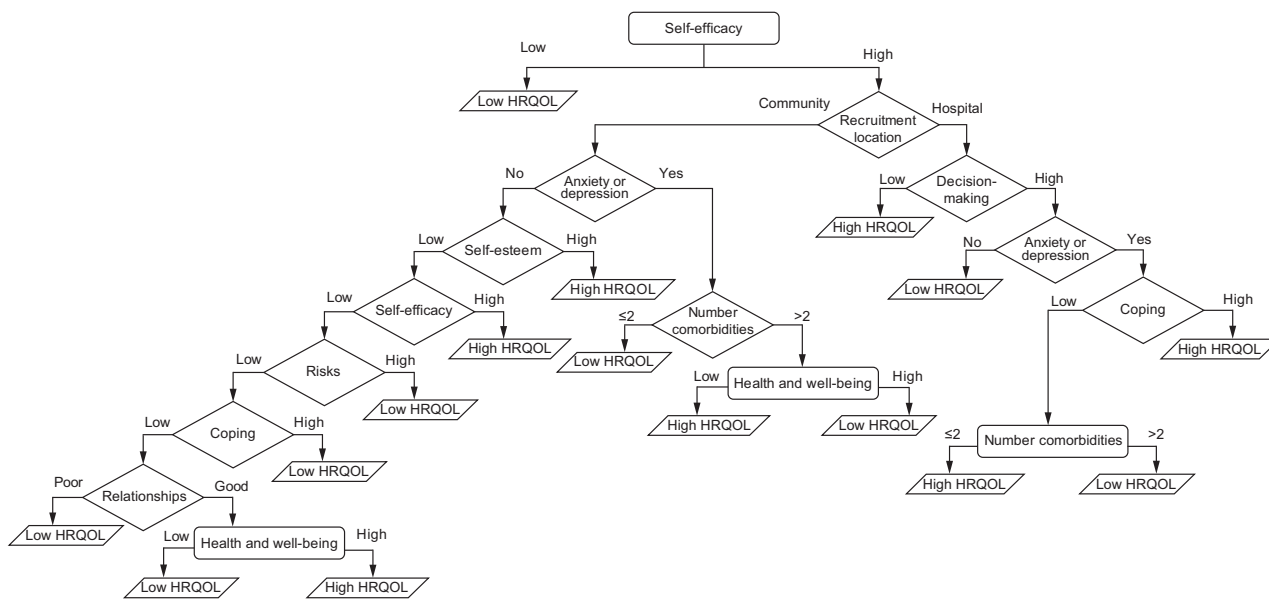 Self-efficacy
Low
High
Low HRQOL
Community
Hospital
Recruitment
location
No
Anxiety or
depression
Yes
Low
Decision-
making
High
High HRQOL
Low
Self-esteem
High
No
Anxiety or
depression
Yes
High HRQOL
Low HRQOL
Low
Self-efficacy
High
≤2
Number
comorbidities
>2
Low
Coping
High
High HRQOL
Low HRQOL
High HRQOL
Low
Risks
High
Low
Health and well-being
High
Low HRQOL
High HRQOL
Low HRQOL
Low
Coping
High
≤2
Number comorbidities
>2
Low HRQOL
High HRQOL
Low HRQOL
Poor
Relationships
Good
Low HRQOL
Low
Health and well-being
High
Low HRQOL
High HRQOL